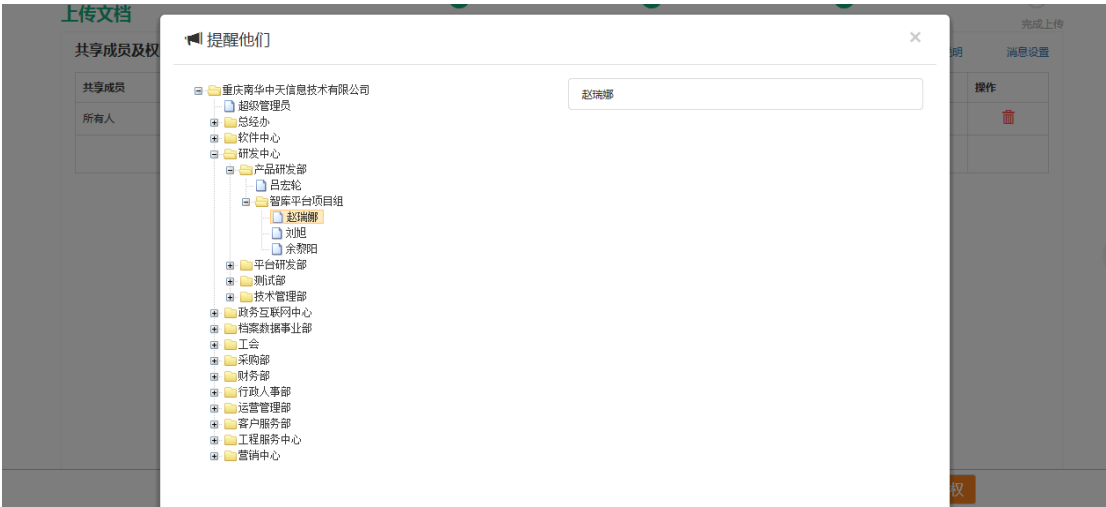 上传文档
完成上传
提醒他们
×
共享成员及权
明
消息设置
共享成员
操作
所有人
重庆南华中天信息技术有限公司
超级管理员
总经办
软件中心
研发中心
产品研发部
吕宏轮
智库平台项目组
赵瑞娜
刘旭
余黎阳
平台研发部
测试部
技术管理部
政务互联网中心
档案数据事业部
工会
采购部
财务部
行政人事部
运营管理部
客户服务部
工程服务中心
营销中心
赵瑞娜
权